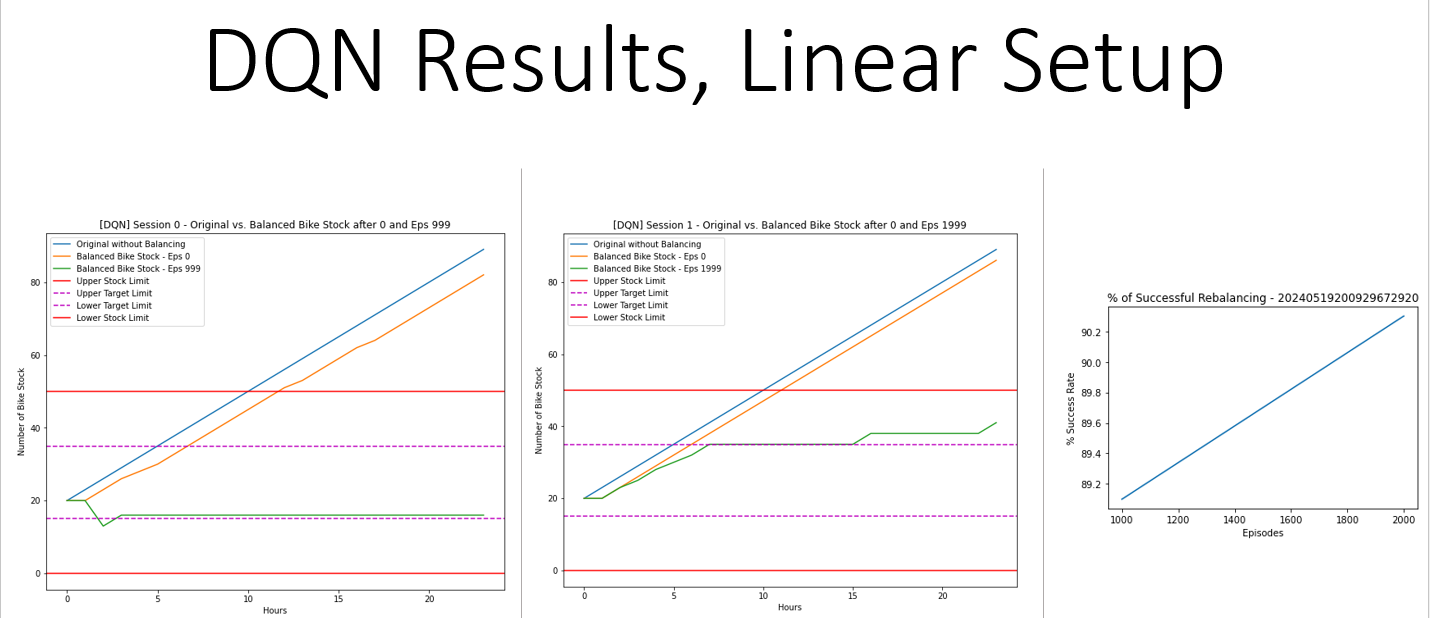 DQN Results, Linear Setup
[DQN] Session 0 - Original vs. Balanced Bike Stock after 0 and Eps 999
Original without Balancing
Balanced Bike Stock - Eps 0
Balanced Bike Stock - Eps 999
Upper Stock Limit
Upper Target Limit
Lower Target Limit
Lower Stock Limit
Number of Bike Stock
80
60
40
20
0
0 5 10 15 20
Hours
[DQN] Session 1 - Original vs. Balanced Bike Stock after 0 and Eps 1999
Original without Balancing
Balanced Bike Stock - Eps 0
Balanced Bike Stock - Eps 1999
Upper Stock Limit
Upper Target Limit
Lower Target Limit
Lower Stock Limit
Number of Bike Stock
80
60
40
20
0
0 5 10 15 20
Hours
% of Successful Rebalancing - 20240519200929672920
% Success Rate
90.2
90.0
89.8
89.6
89.4
89.2
1000 1200 1400 1600 1800 2000
Episodes